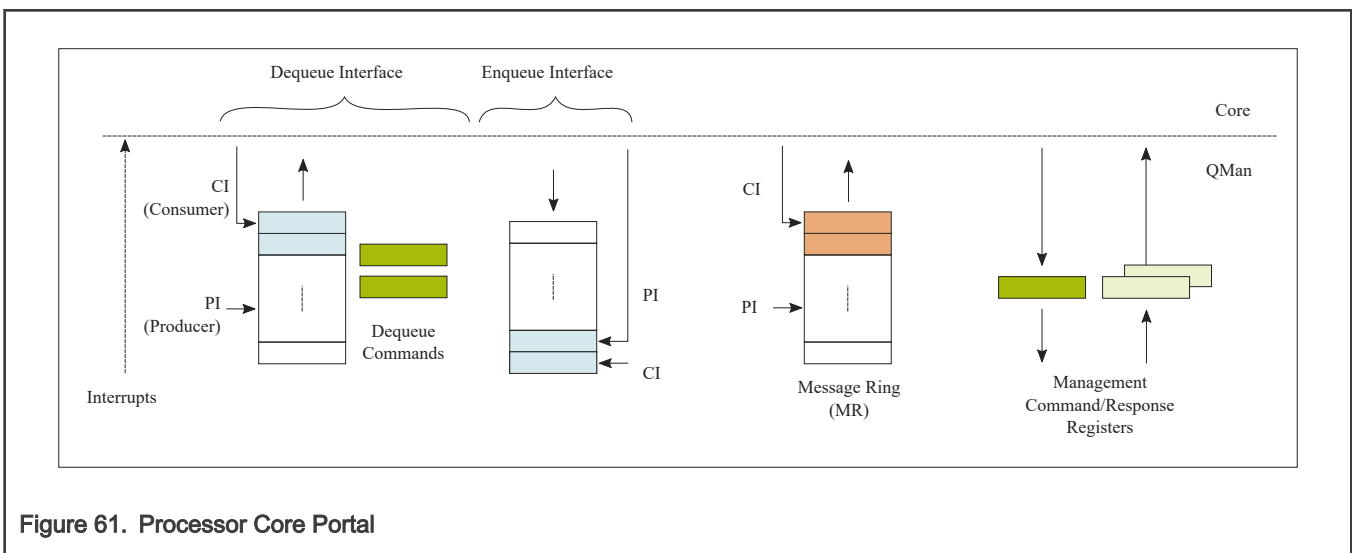 Dequeue Interface
Enqueue Interface
Core
QMan
CI
(Consumer)
PI
(Producer)
Dequeue
Commands
PI
CI
CI
PI
Message Ring
(MR)
Management
Command/Response
Registers
Interrupts
Figure 61. Processor Core Portal